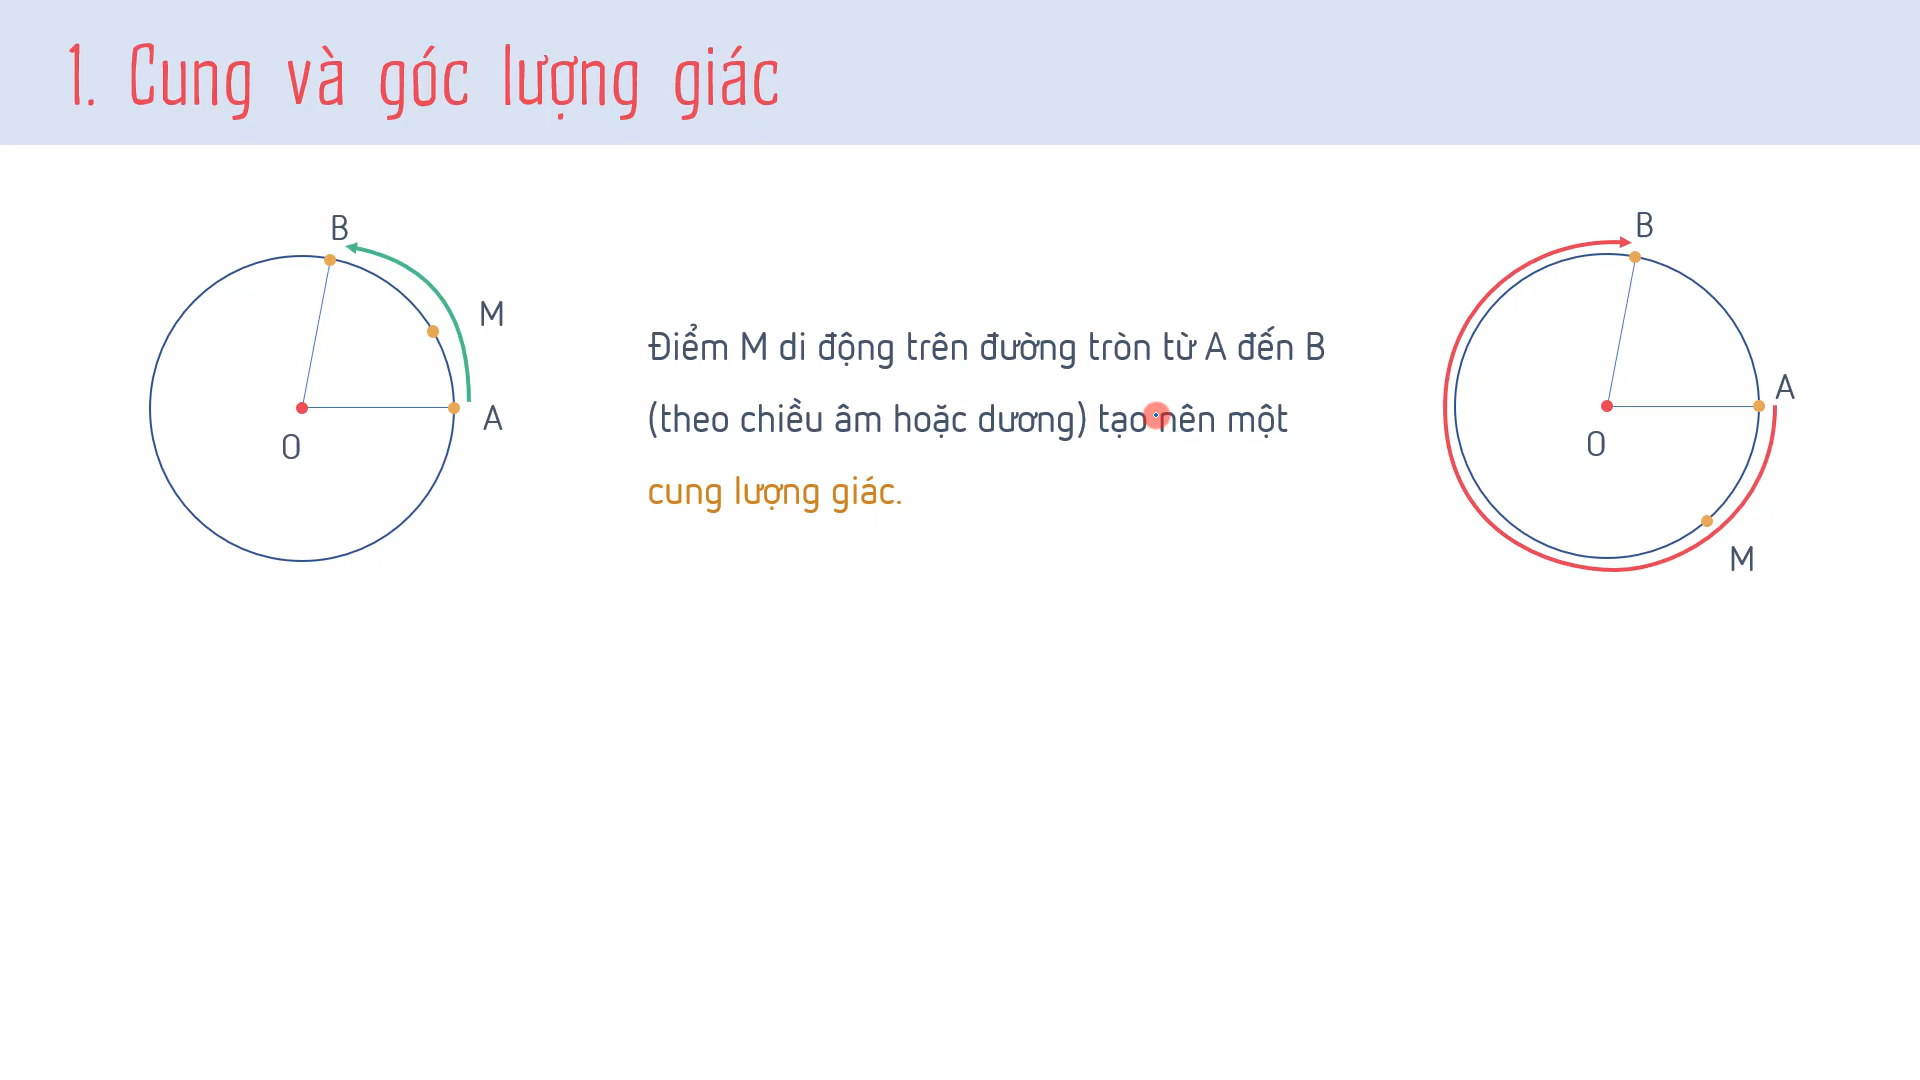 1. Cung và góc lượng giác
B
M
A
O
Điểm M di động trên đường tròn từ A đến B
(theo chiều âm hoặc dương) tạo nên một
cung lượng giác.
B
A
O
M